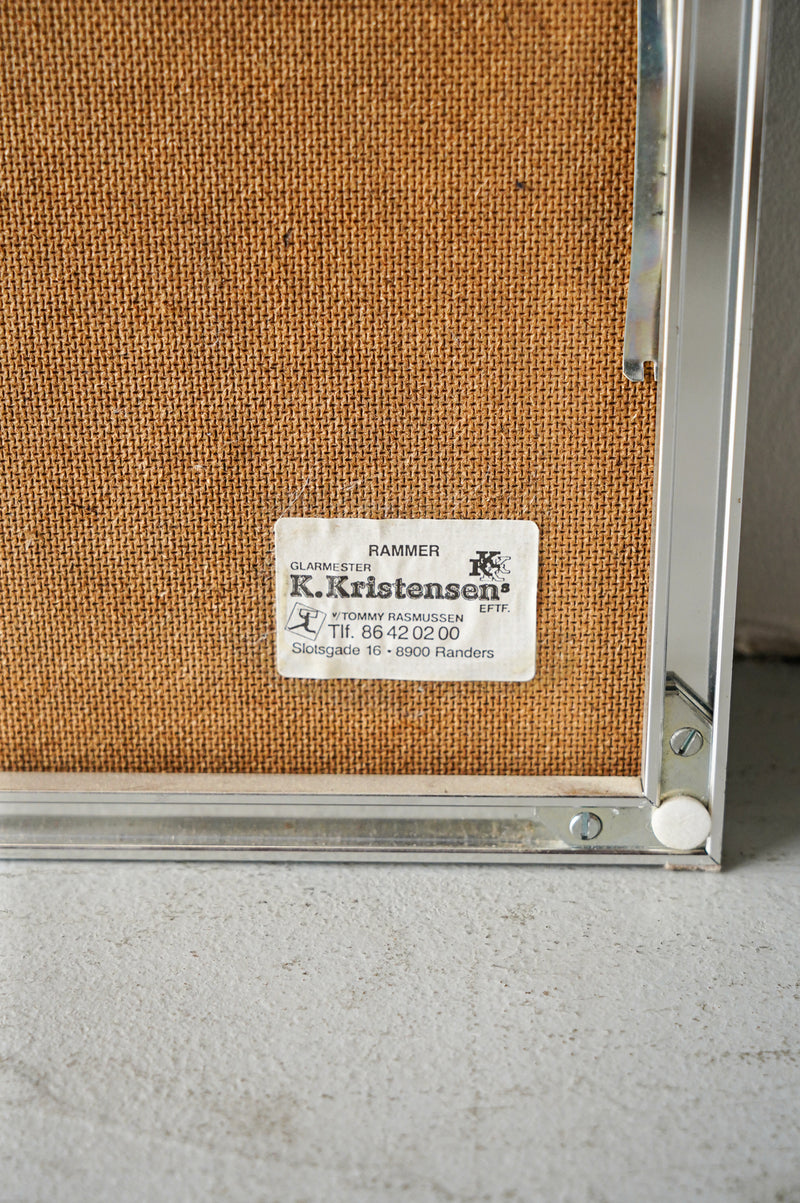 RAMMER
GLARMESTER
K.Kristensens
EFTF.
v/TOMMY RASMUSSEN
Tlf. 86 42 02 00
Slotsgade 16 • 8900 Randers